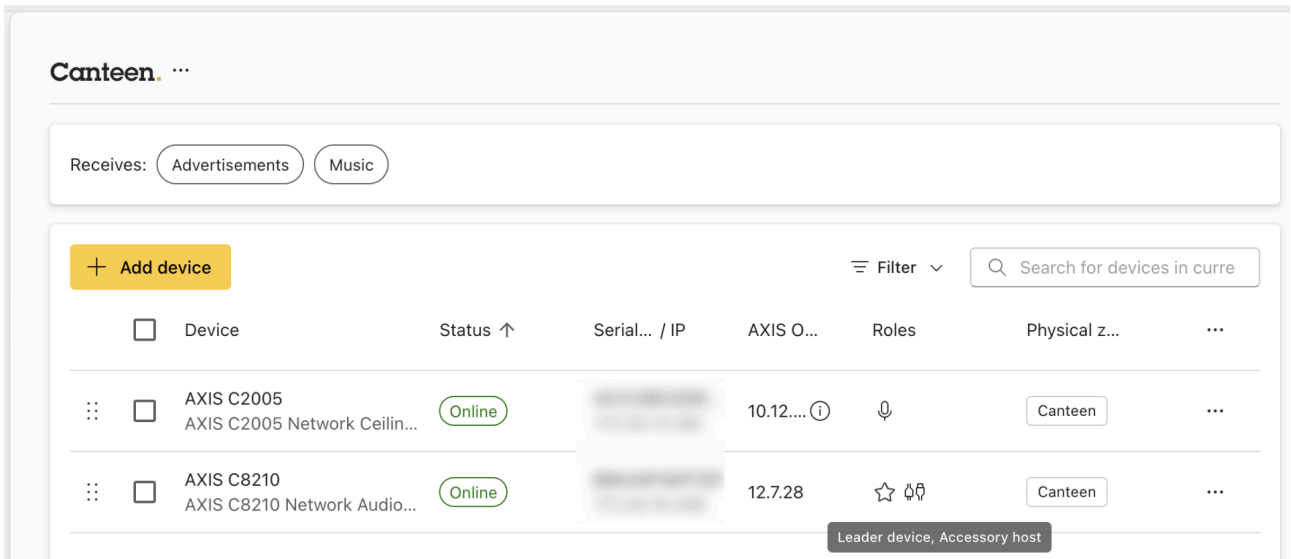 Canteen. ...
Receives: Advertisements Music
+ Add device Filter Search for devices in curre
Device Status ↑ Serial... / IP AXIS O... Roles Physical z... ...
AXIS C2005
AXIS C2005 Network Ceilin...
Online 10.12.... Canteen ...
AXIS C8210
AXIS C8210 Network Audio...
Online 12.7.28 Canteen ...
Leader device, Accessory host